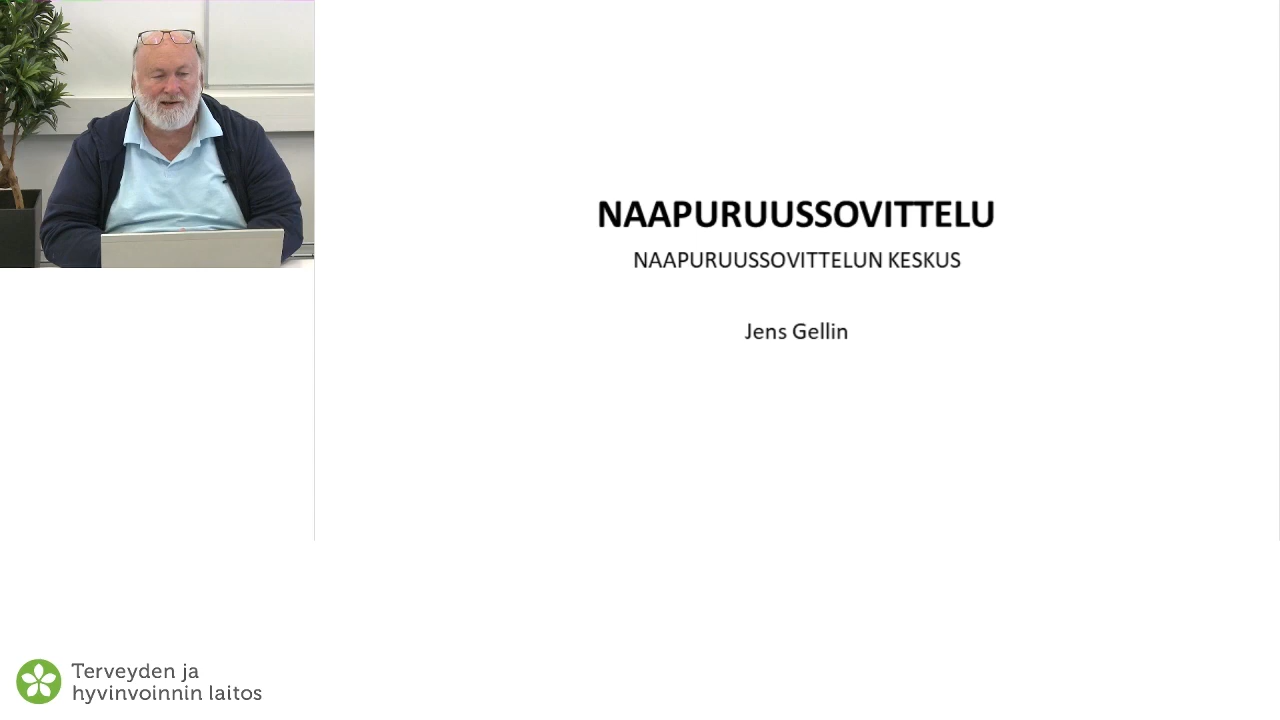 NAAPURUUSSOVITTELU
NAAPURUUSSOVITTELUN KESKUS
Jens Gellin
Terveyden ja
hyvinvoinnin laitos